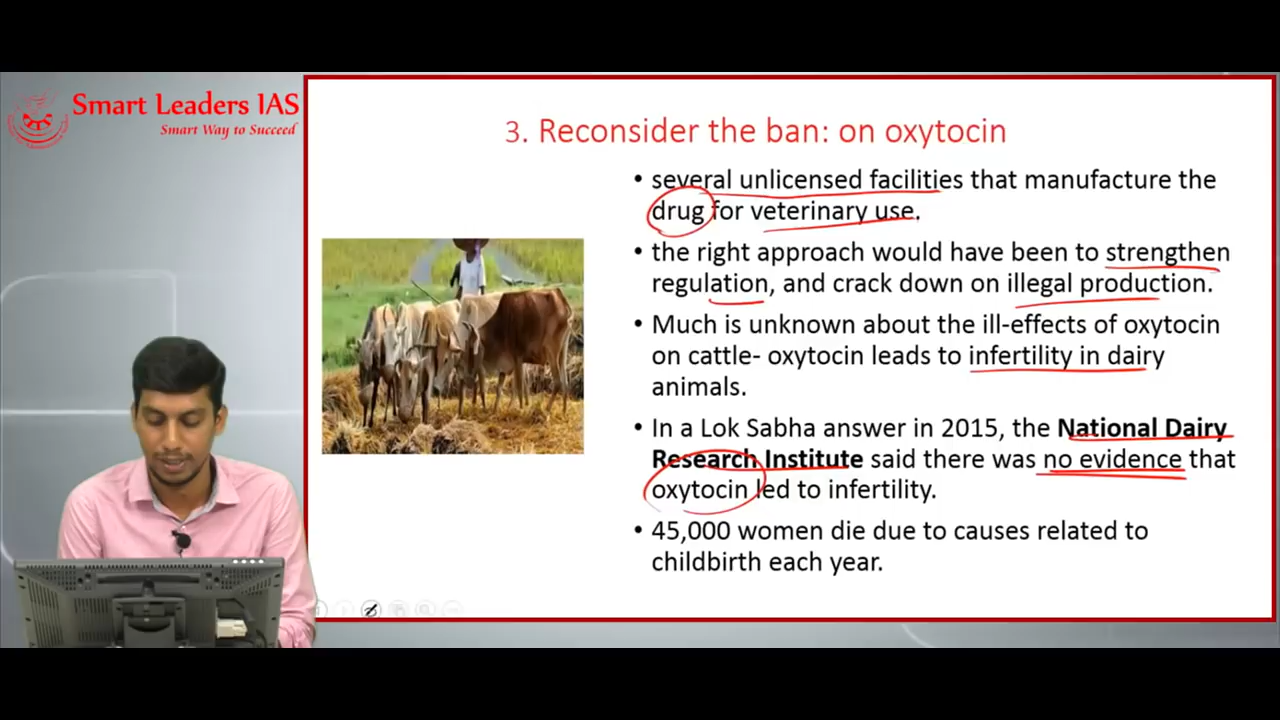 Smart Leaders IAS
Smart Way to Succeed
3. Reconsider the ban: on oxytocin
• several unlicensed facilities that manufacture the
drug for veterinary use.
• the right approach would have been to strengthen
regulation, and crack down on illegal production.
• Much is unknown about the ill-effects of oxytocin
on cattle- oxytocin leads to infertility in dairy
animals.
• In a Lok Sabha answer in 2015, the National Dairy
Research Institute said there was no evidence that
oxytocin led to infertility.
• 45,000 women die due to causes related to
childbirth each year.